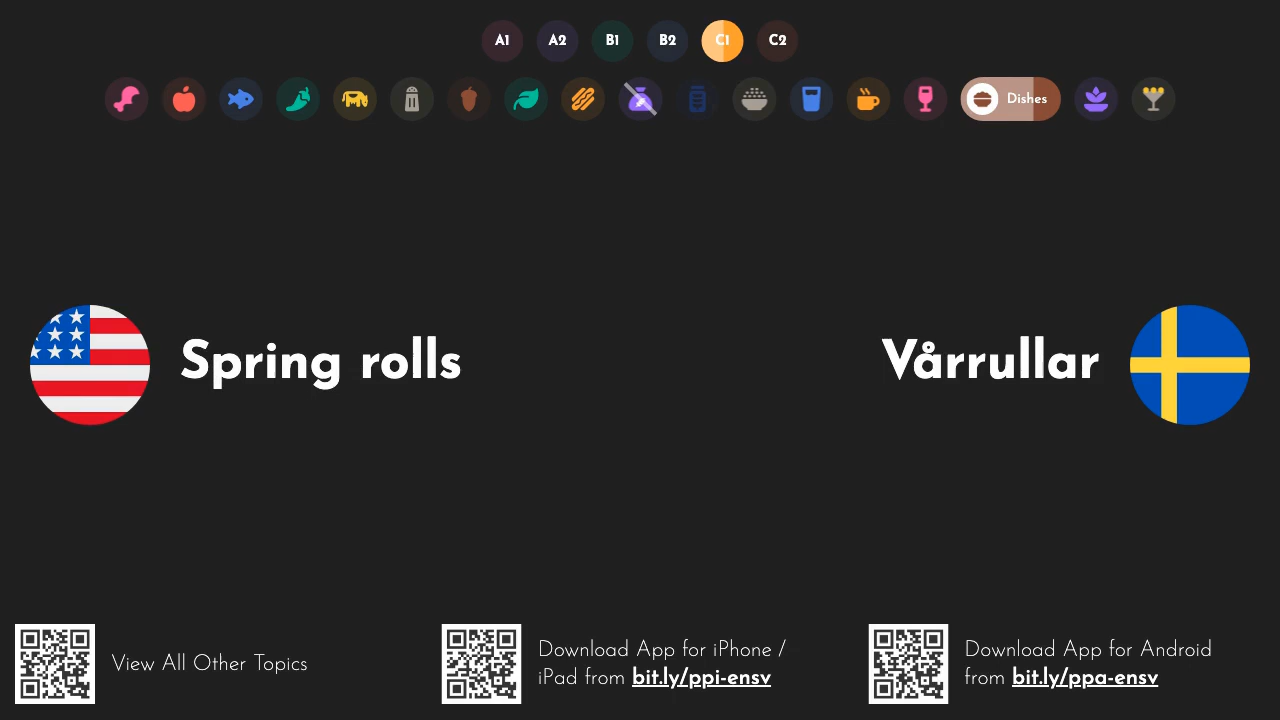 A1 A2 B1 B2 C1 C2
Dishes
Spring rolls
Vårrullar
View All Other Topics
Download App for iPhone /
iPad from bit.ly/ppi-ensv
Download App for Android
from bit.ly/ppa-ensv